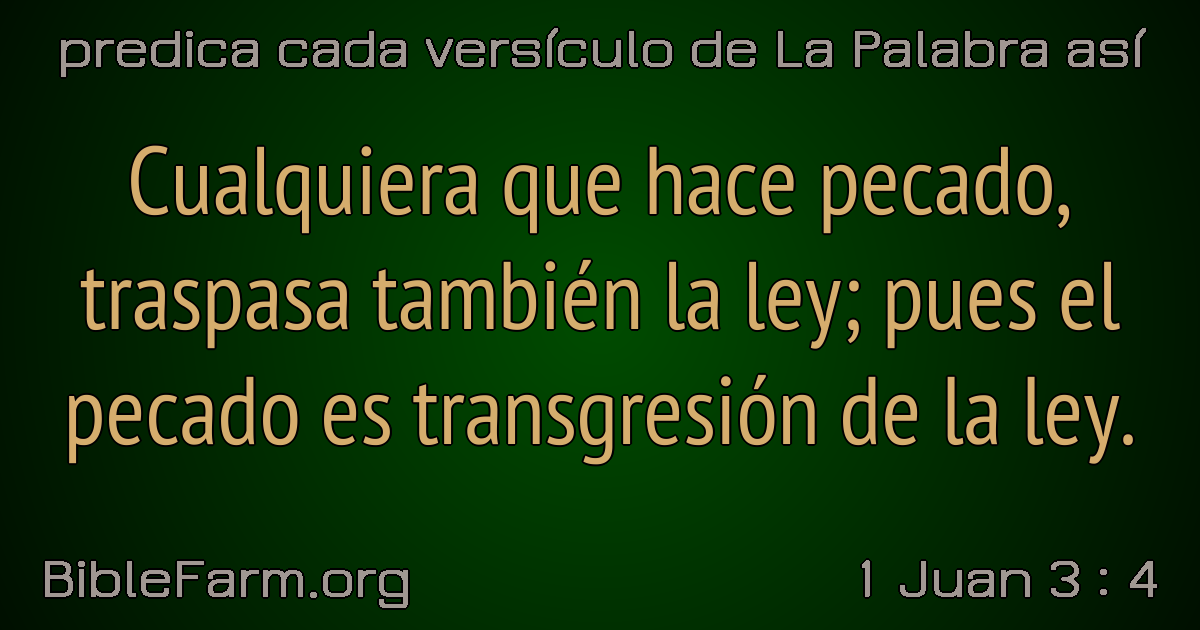 predica cada versículo de La Palabra así
Cualquiera que hace pecado,
traspasa también la ley; pues el
pecado es transgresión de la ley.
BibleFarm.org
1 Juan 3 : 4